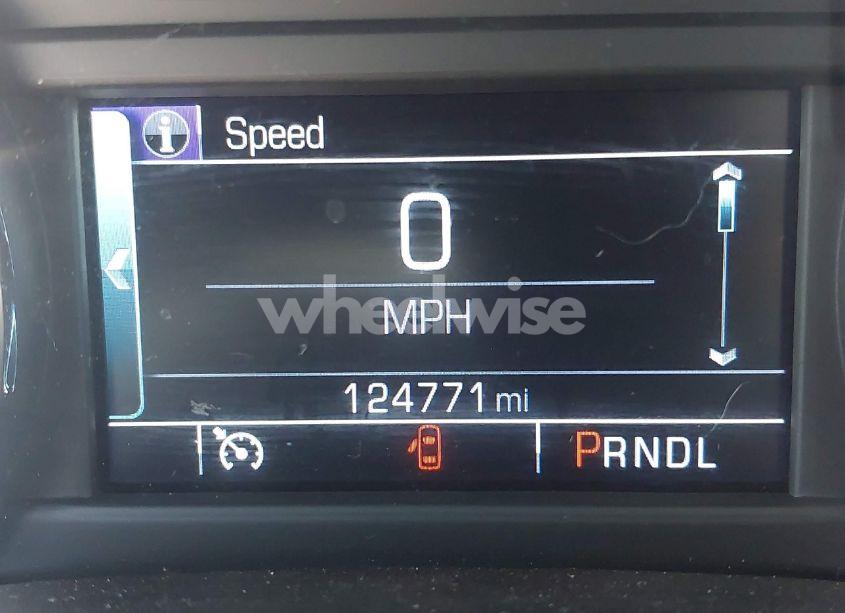 Speed
0
MPH
wheelwise
124771 mi
PRNDL